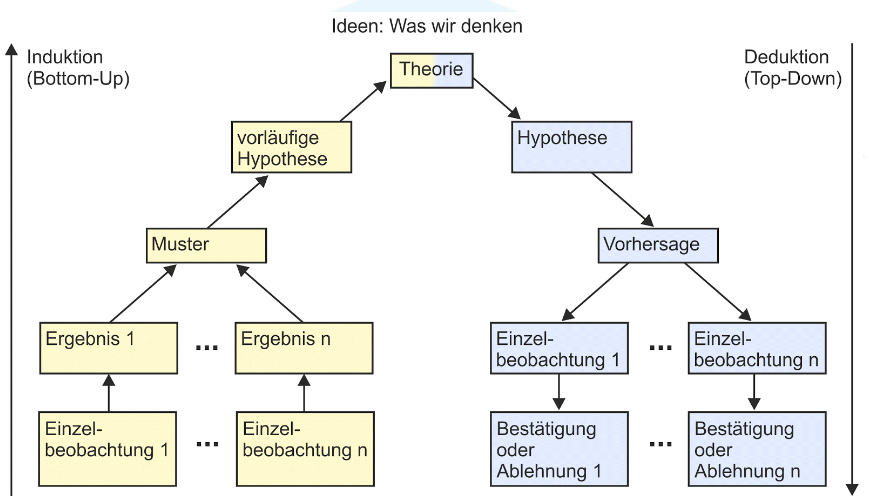 Ideen: Was wir denken
Induktion
(Bottom-Up)
Deduktion
(Top-Down)
Theorie
vorläufige
Hypothese
Hypothese
Muster
Vorhersage
Ergebnis 1
...
Ergebnis n
Einzel-
beobachtung 1
...
Einzel-
beobachtung n
Einzel-
beobachtung 1
...
Einzel-
beobachtung n
Bestätigung
oder
Ablehnung 1
...
Bestätigung
oder
Ablehnung n